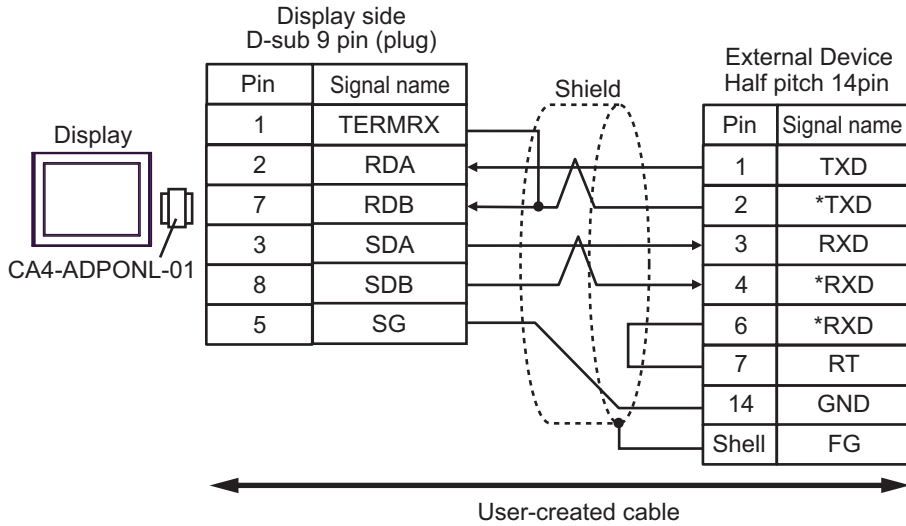 Display side
D-sub 9 pin (plug)
External Device
Half pitch 14pin
Display
CA4-ADPONL-01
Shield
Pin Signal name
1 TERMRX
2 RDA
7 RDB
3 SDA
8 SDB
5 SG
Pin Signal name
1 TXD
2 *TXD
3 RXD
4 *RXD
6 *RXD
7 RT
14 GND
Shell FG
User-created cable